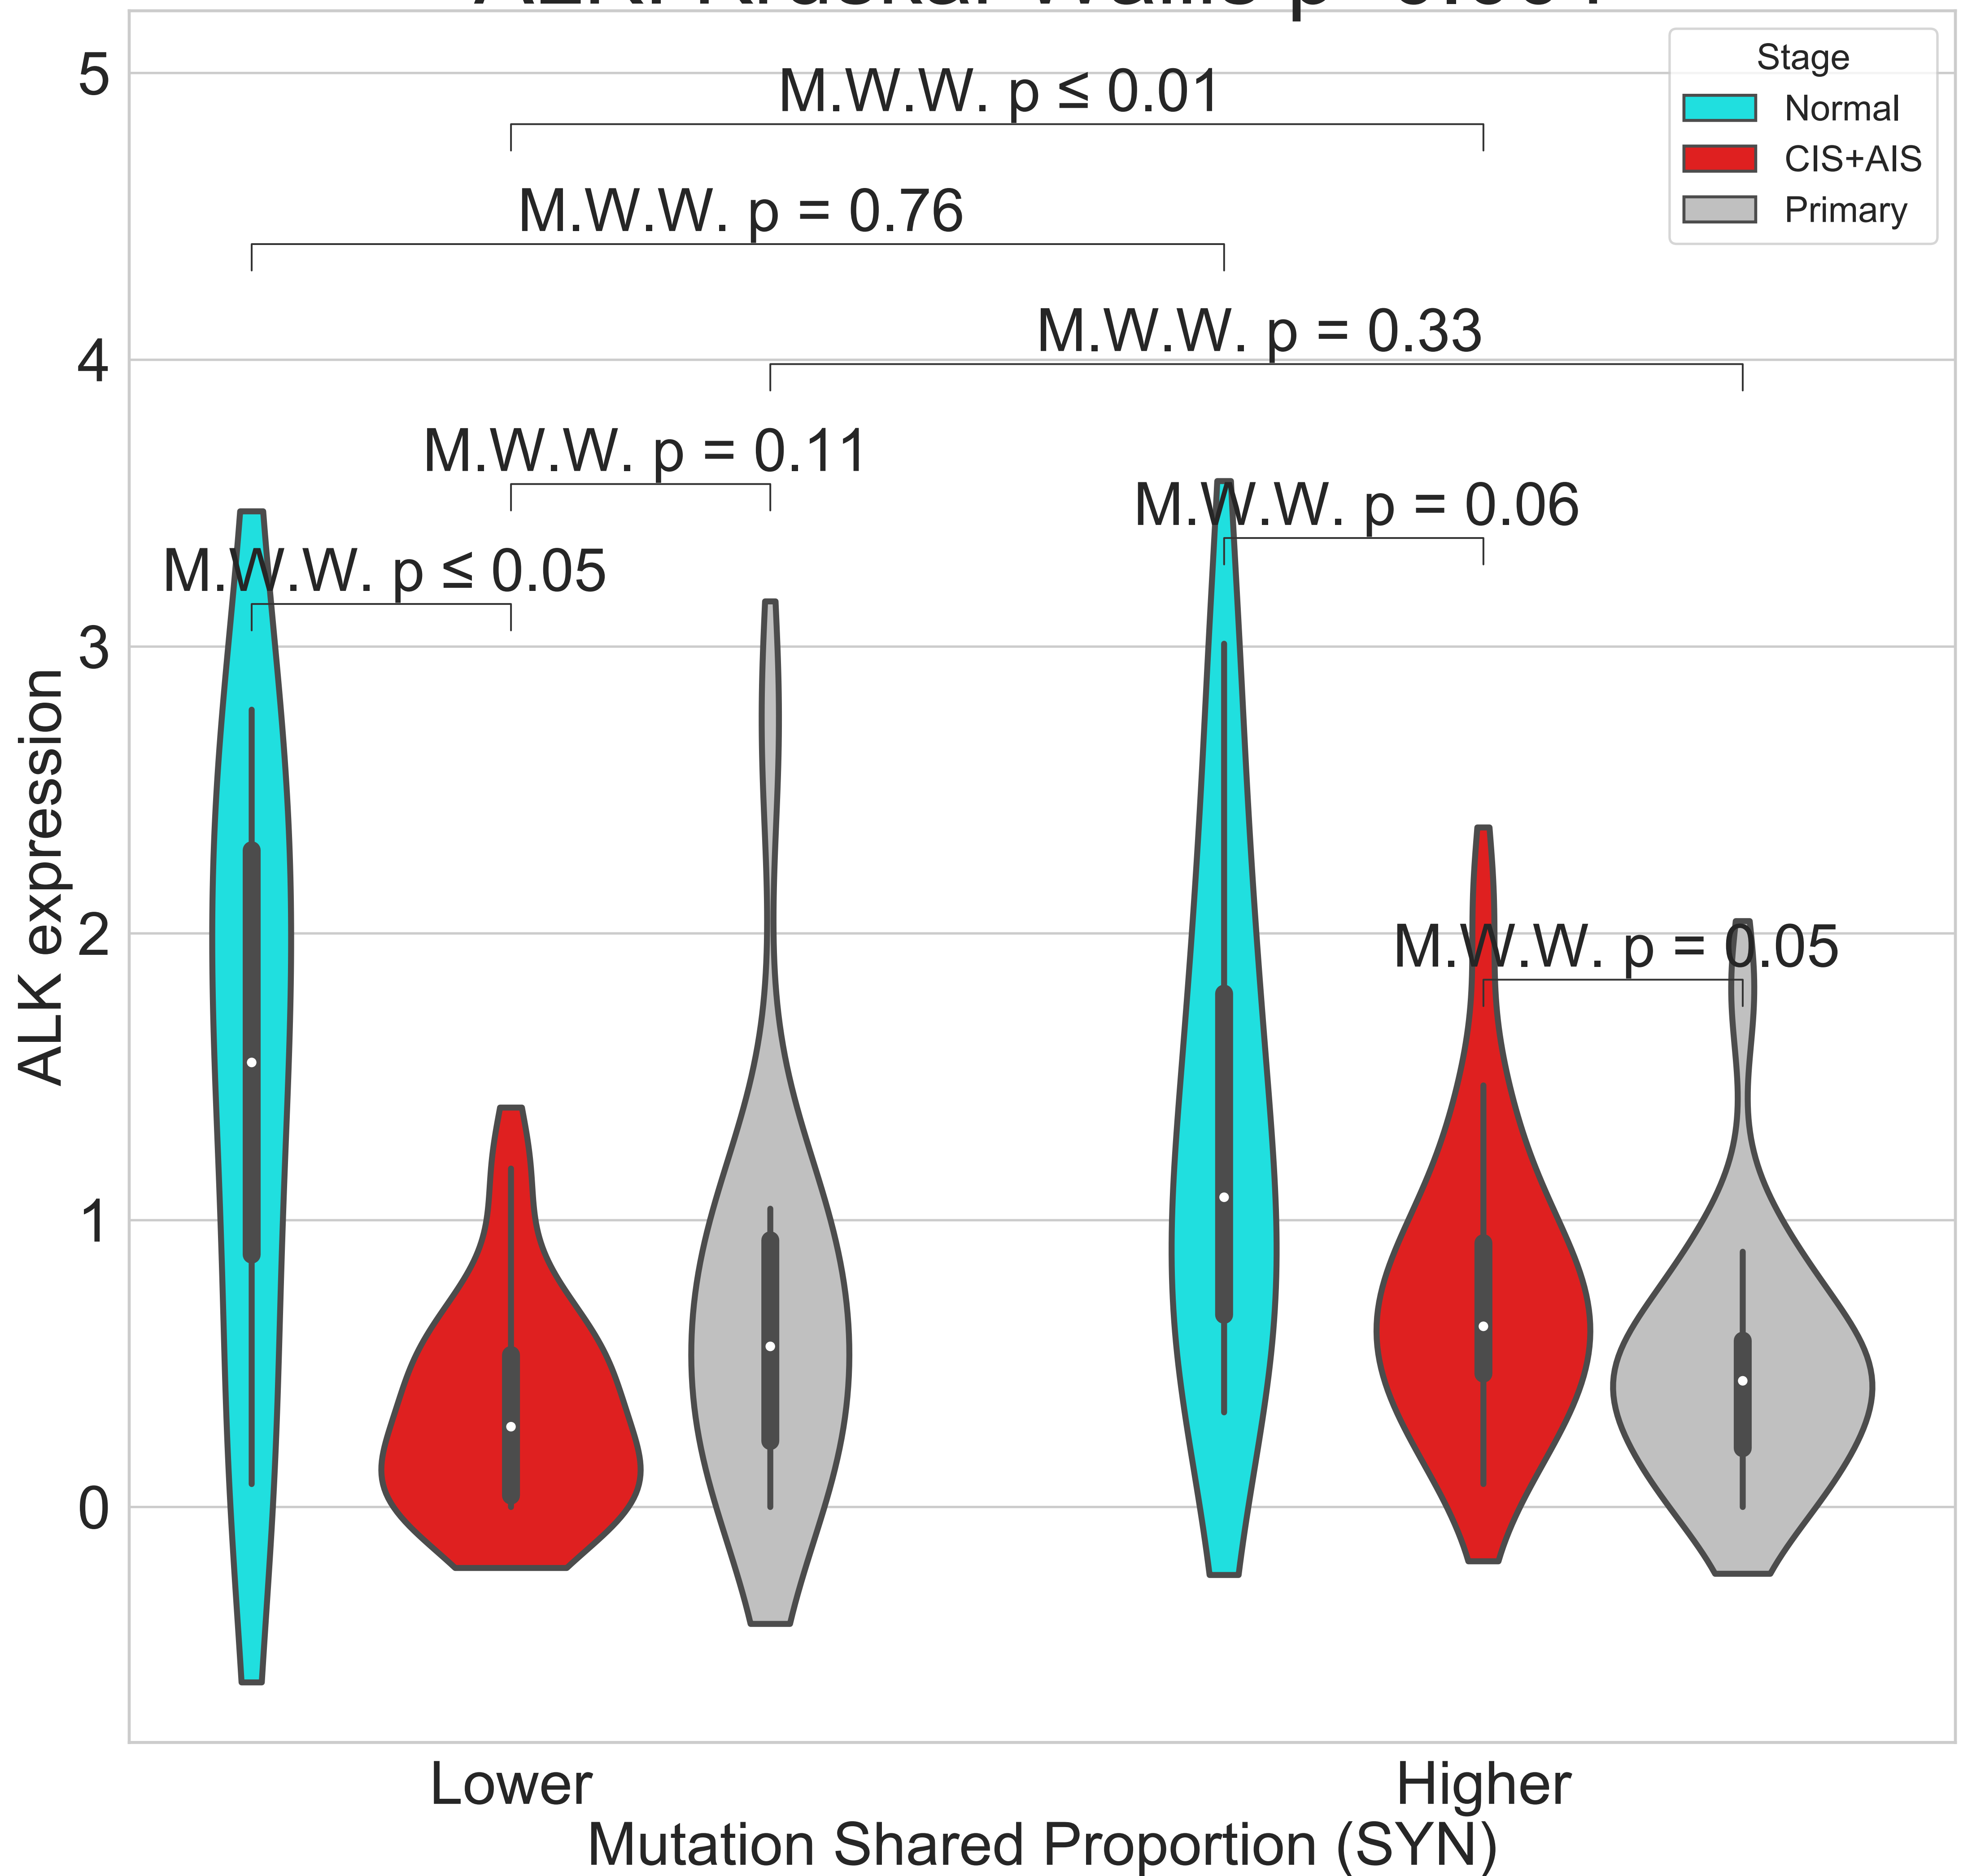 5
M.W.W. p ≤ 0.01
Stage
Normal
CIS+AIS
Primary
M.W.W. p = 0.76
4
M.W.W. p = 0.33
M.W.W. p = 0.11
M.W.W. p = 0.06
M.W.W. p ≤ 0.05
3
2
M.W.W. p = 0.05
1
0
ALK expression
Lower
Higher
Mutation Shared Proportion (SYN)